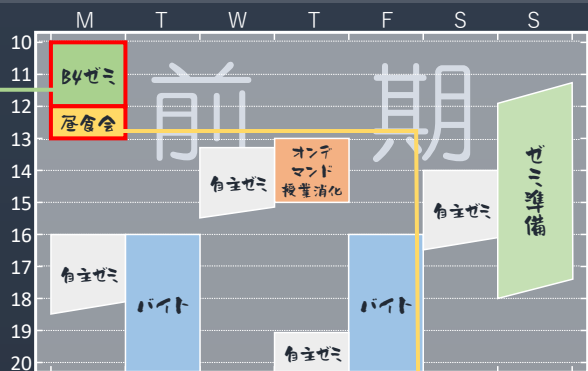 M T W T F S S
前期
10
11
12
13
14
15
16
17
18
19
20
B4ゼミ
昼食会
自主ゼミ
バイト
自主ゼミ
オンデ
マンド
授業消化
自主ゼミ
バイト
自主ゼミ
ゼミ準備